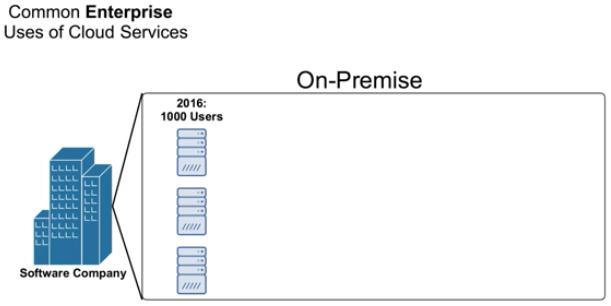 Common Enterprise
Uses of Cloud Services
On-Premise
2016:
1000 Users
Software Company